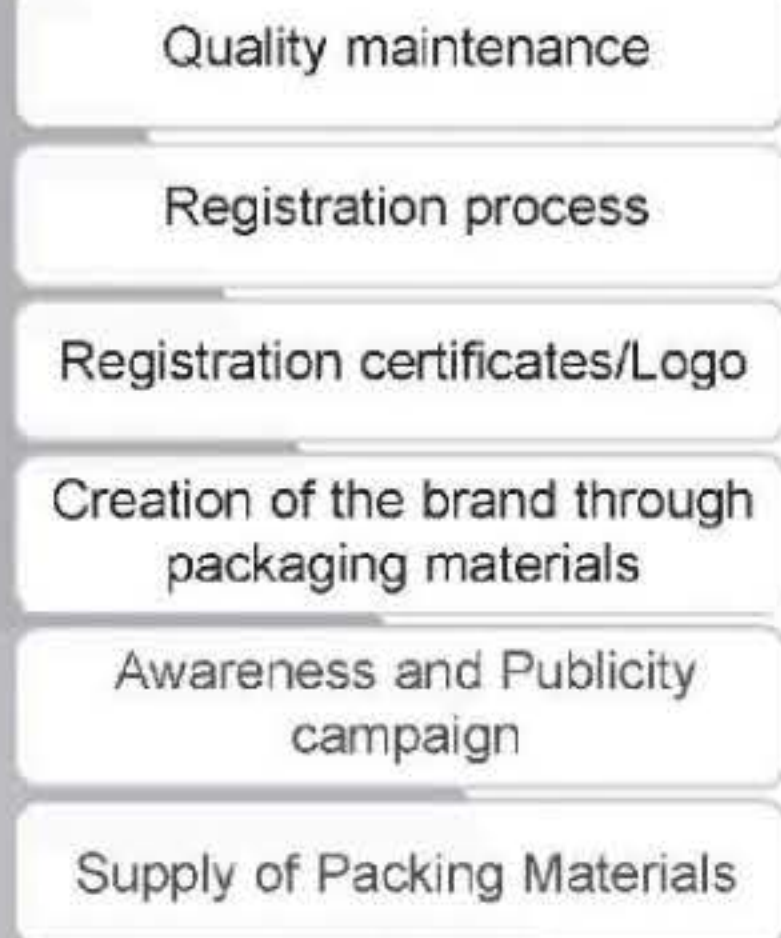 Quality maintenance
Registration process
Registration certificates/Logo
Creation of the brand through
packaging materials
Awareness and Publicity
campaign
Supply of Packing Materials